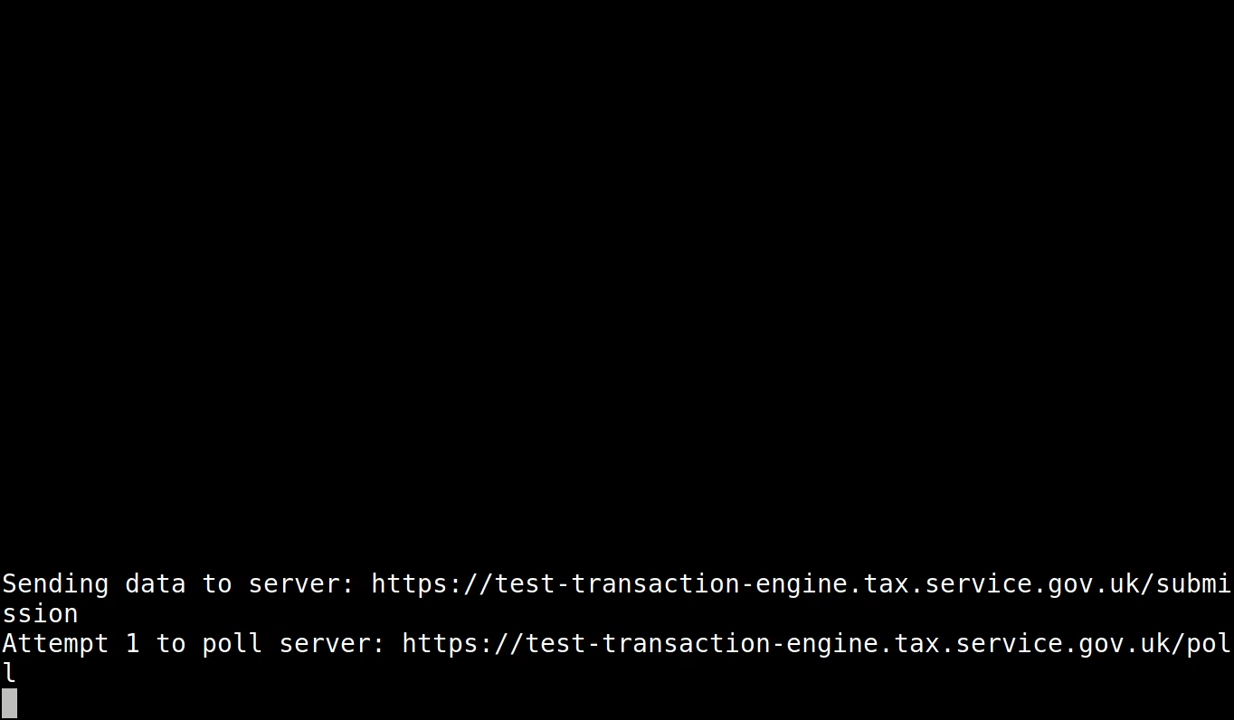 Sending data to server: https://test-transaction-engine.tax.service.gov.uk/submi
ssion
Attempt 1 to poll server: https://test-transaction-engine.tax.service.gov.uk/pol
l